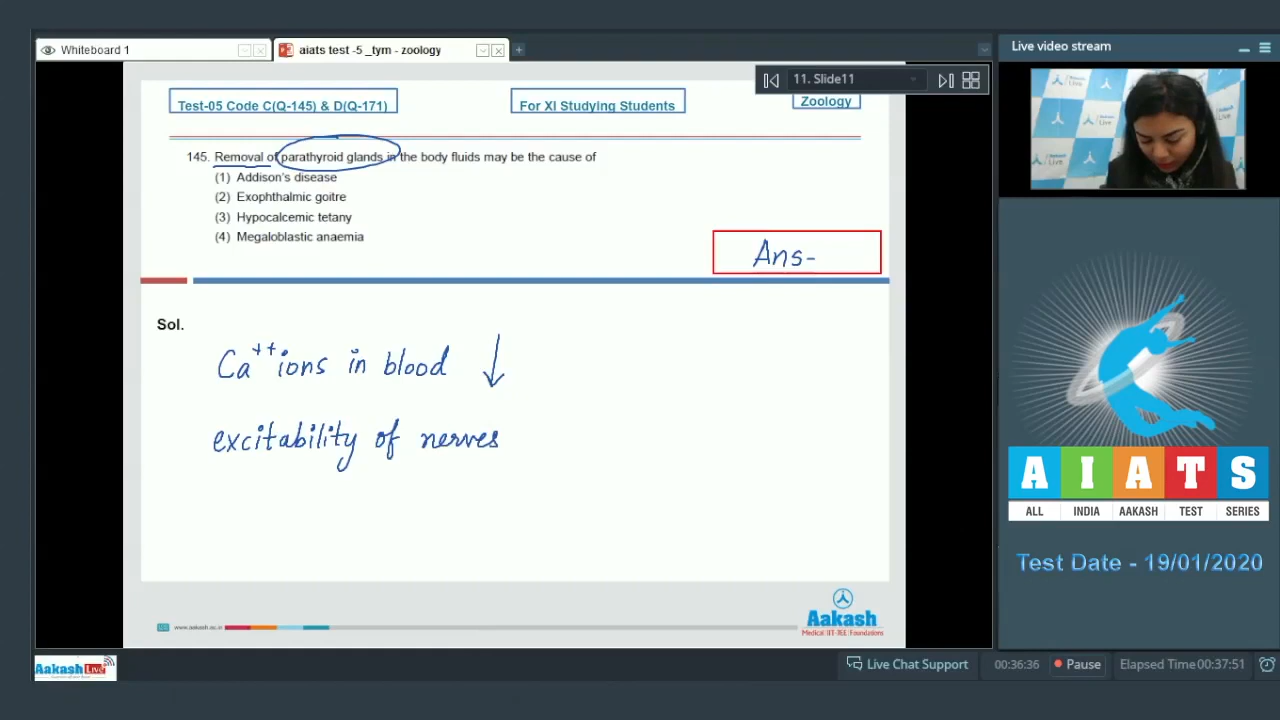 Whiteboard 1
aiats test -5 _tym - zoology
Live video stream
11. Slide11
Test-05 Code C(Q-145) & D(Q-171)
For XI Studying Students
Zoology
145. Removal of parathyroid glands in the body fluids may be the cause of
(1) Addison's disease
(2) Exophthalmic goitre
(3) Hypocalcemic tetany
(4) Megaloblastic anaemia
Ans-
Sol.
Ca++ ions in blood ↓
excitability of nerves
A I A T S
ALL INDIA AAKASH TEST SERIES
Test Date - 19/01/2020
www.aakash.ac.in
Aakash
Medical|IIT-JEE|Foundations
Aakash Live
Live Chat Support
00:36:36
Pause
Elapsed Time 00:37:51